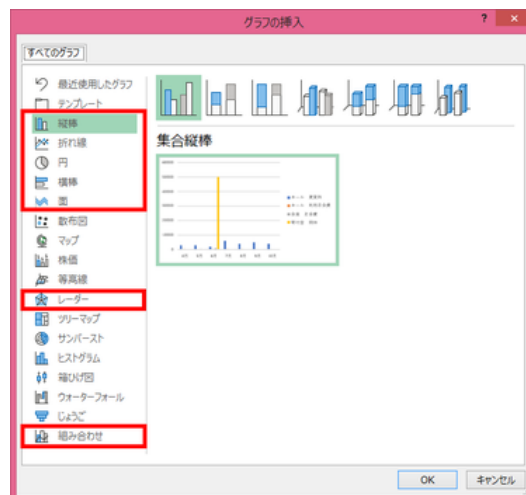 グラフの挿入
? ×
すべてのグラフ
最近使用したグラフ
テンプレート
縦棒
折れ線
円
横棒
面
散布図
マップ
株価
等高線
レーダー
ツリーマップ
サンバースト
ヒストグラム
箱ひげ図
ウォーターフォール
じょうご
組み合わせ
集合縦棒
OK
キャンセル